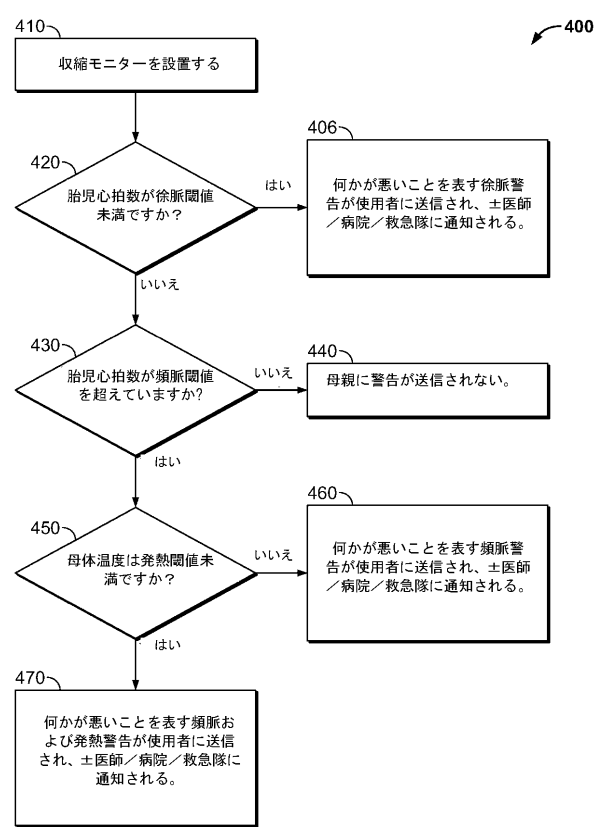 400
410
収縮モニターを設置する
420
胎児心拍数が徐脈閾値
未満ですか？
はい
406
何かが悪いことを表す徐脈警
告が使用者に送信され、±医師
／病院／救急隊に通知される。
いいえ
430
胎児心拍数が頻脈閾値
を超えていますか?
いいえ
440
母親に警告が送信されない。
はい
450
母体温度は発熱閾値未
満ですか？
いいえ
460
何かが悪いことを表す頻脈警
告が使用者に送信され、±医師
／病院／救急隊に通知される。
はい
470
何かが悪いことを表す頻脈お
よび発熱警告が使用者に送信
され、±医師／病院／救急隊に
通知される。